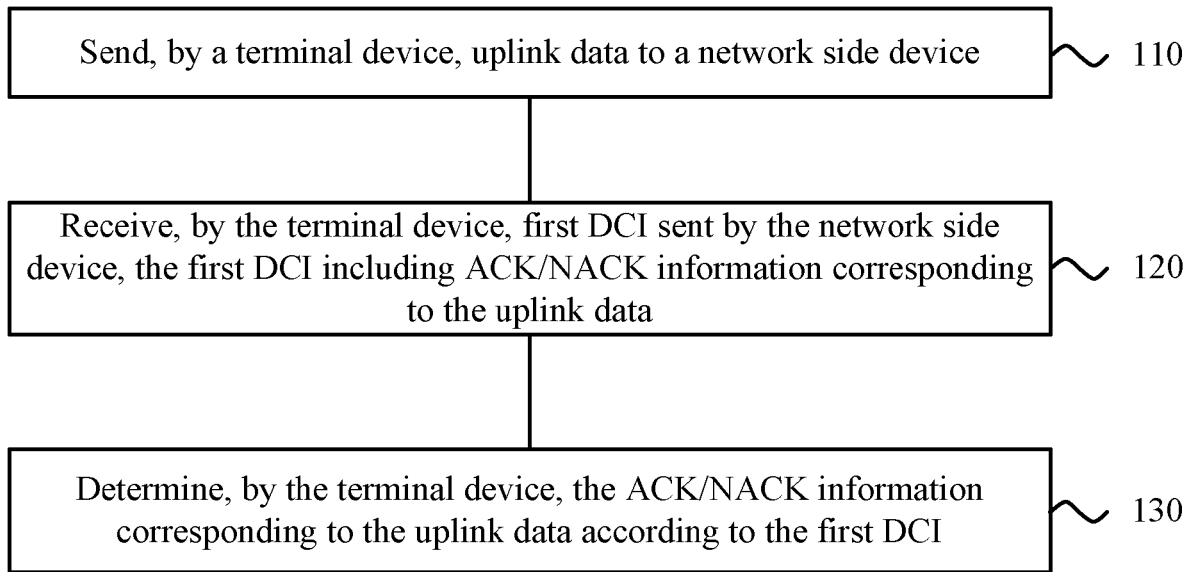 Send, by a terminal device, uplink data to a network side device
110
Receive, by the terminal device, first DCI sent by the network side
device, the first DCI including ACK/NACK information corresponding
to the uplink data
120
Determine, by the terminal device, the ACK/NACK information
corresponding to the uplink data according to the first DCI
130